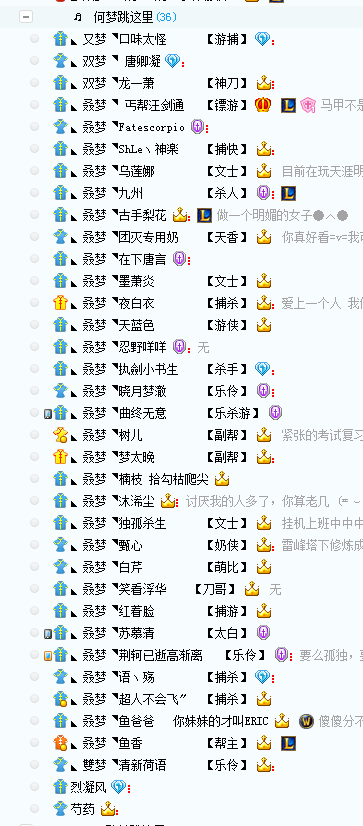 ♬ 何梦跳这里(36)
又梦◥口味太怪 【游捕】
双梦◥ 唐卿凝
双梦◥龙一萧 【神刀】
叒梦◥ 丐帮汪剑通 【镖游】 马甲不是
叒梦◥Fatescorpio
叒梦◥ShLe丶神楽 【捕快】
叒梦◥乌莲娜 【文士】 目前在玩天涯明
叒梦◥九州 【杀人】
叒梦◥古手梨花 做一个明媚的女子●へ●
叒梦◥团灭专用奶 【天香】 你真好看=v=我可
叒梦◥在下唐言
叒梦◥墨萧炎 【文士】
叒梦◥夜白衣 【捕杀】 爱上一个人 我
叒梦◥天蓝色 【游侠】
叒梦◥忍野咩咩 无
叒梦◥执劍小书生 【杀手】
叒梦◥晓月梦澈 【乐伶】
叒梦◥曲终无意 【乐杀游】
叒梦◥树儿 【副帮】 紧张的考试复习
叒梦◥梦太晚 【副帮】
叒梦◥楠枝 拾勾枯爬尖
叒梦◥泳浠尘 讨厌我的人多了，你算老几
叒梦◥独孤杀生 【文士】 挂机上班中中中
叒梦◥甄心 【奶侠】 雷峰塔下修炼成
叒梦◥白芹 【萌比】
叒梦◥笑看浮华 【刀哥】 无
叒梦◥红着脸 【捕游】
叒梦◥苏慕清 【太白】
叒梦◥荆轲已逝高渐离 【乐伶】 要么孤独，要
叒梦◥语丶殇 【捕杀】
叒梦◥超人不会飞〞 【捕杀】
叒梦◥鱼爸爸 你妹妹的才叫ERIC 傻傻分不
叒梦◥鱼香 【帮主】
雙梦◥清新荷语 【乐伶】
烈凝风
芍药